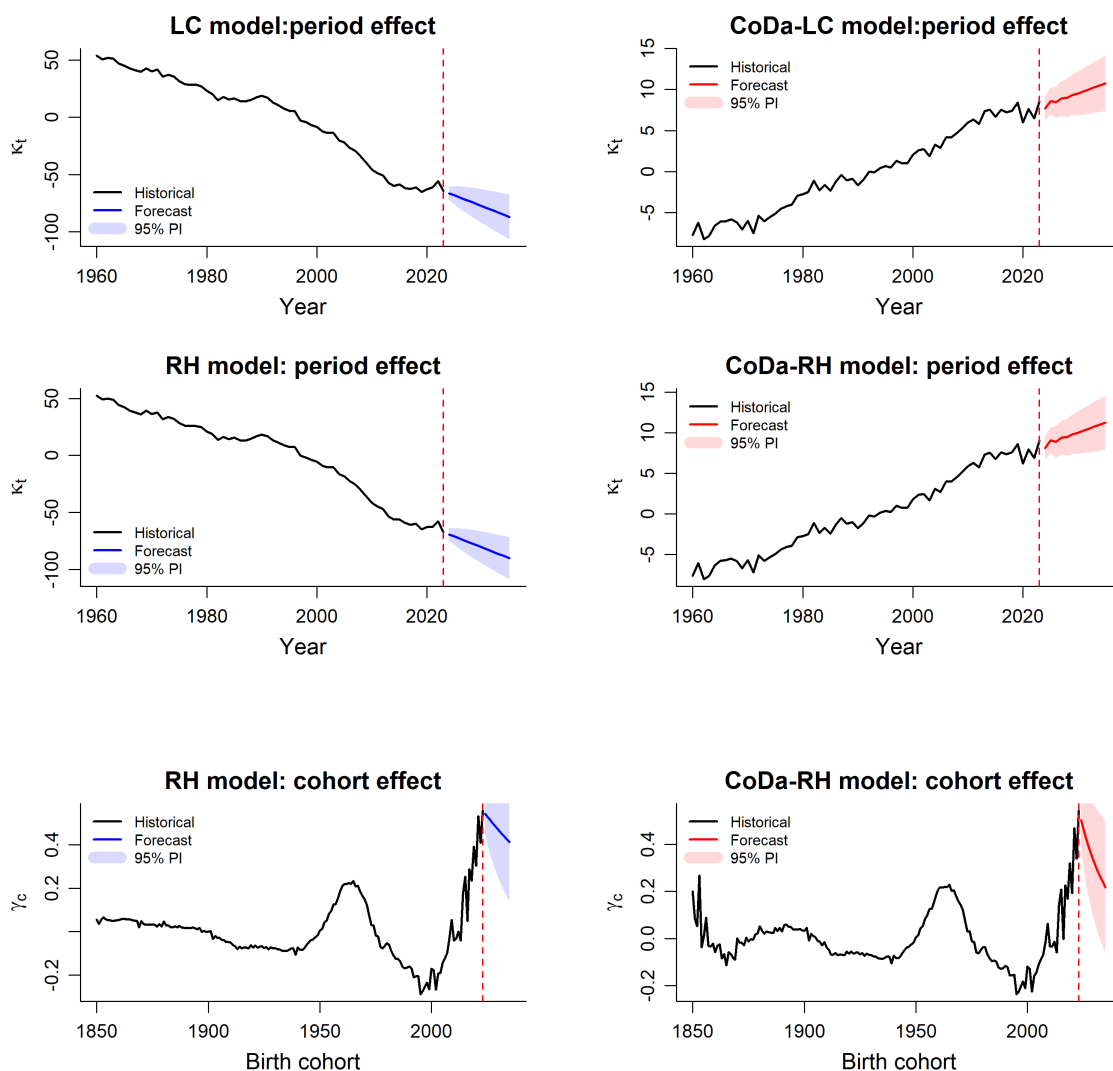 LC model:period effect
κt
50
0
-50
-100
Historical
Forecast
95% PI
1960
1980
2000
2020
Year
CoDa-LC model:period effect
κt
15
10
5
0
-5
Historical
Forecast
95% PI
1960
1980
2000
2020
Year
RH model: period effect
κt
50
0
-50
-100
Historical
Forecast
95% PI
1960
1980
2000
2020
Year
CoDa-RH model: period effect
κt
15
10
5
0
-5
Historical
Forecast
95% PI
1960
1980
2000
2020
Year
RH model: cohort effect
γc
0.4
0.2
-0.2
Historical
Forecast
95% PI
1850
1900
1950
2000
Birth cohort
CoDa-RH model: cohort effect
γc
0.4
0.2
0.0
-0.2
Historical
Forecast
95% PI
1850
1900
1950
2000
Birth cohort